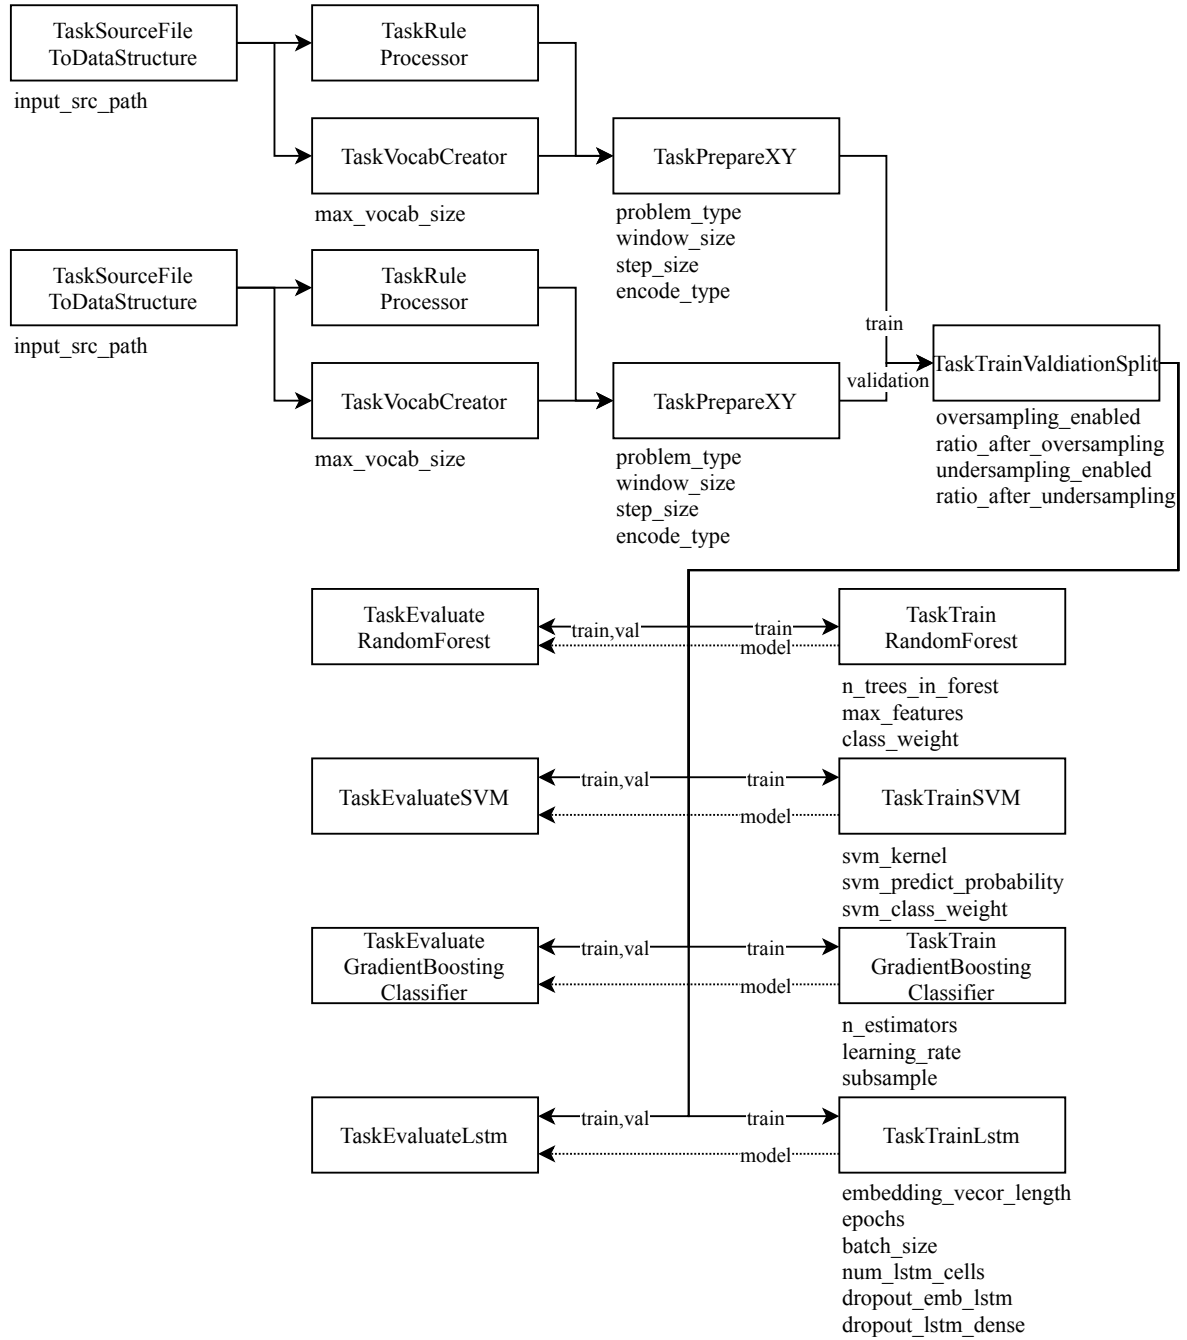 TaskSourceFile
ToDataStructure
input_src_path
TaskRule
Processor
TaskVocabCreator
max_vocab_size
TaskPrepareXY
problem_type
window_size
step_size
encode_type
TaskSourceFile
ToDataStructure
input_src_path
TaskRule
Processor
TaskVocabCreator
max_vocab_size
TaskPrepareXY
problem_type
window_size
step_size
encode_type
train
validation
TaskTrainValdiationSplit
oversampling_enabled
ratio_after_oversampling
undersampling_enabled
ratio_after_undersampling
TaskEvaluate
RandomForest
train,val
train
model
TaskTrain
RandomForest
n_trees_in_forest
max_features
class_weight
TaskEvaluateSVM
train,val
train
model
TaskTrainSVM
svm_kernel
svm_predict_probability
svm_class_weight
TaskEvaluate
GradientBoosting
Classifier
train,val
train
model
TaskTrain
GradientBoosting
Classifier
n_estimators
learning_rate
subsample
TaskEvaluateLstm
train,val
train
model
TaskTrainLstm
embedding_vecor_length
epochs
batch_size
num_lstm_cells
dropout_emb_lstm
dropout_lstm_dense